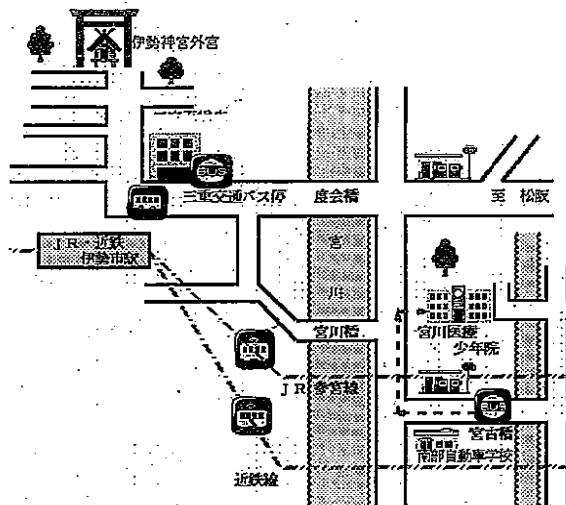 伊勢神宮外宮
BUS
三重交通バス停
度会橋
至 松阪
JR・近鉄
伊勢市駅
宮
川
宮川医療
少年院
宮川橋
JR参宮線
BUS
宮古橋
南部自動車学校
近鉄線